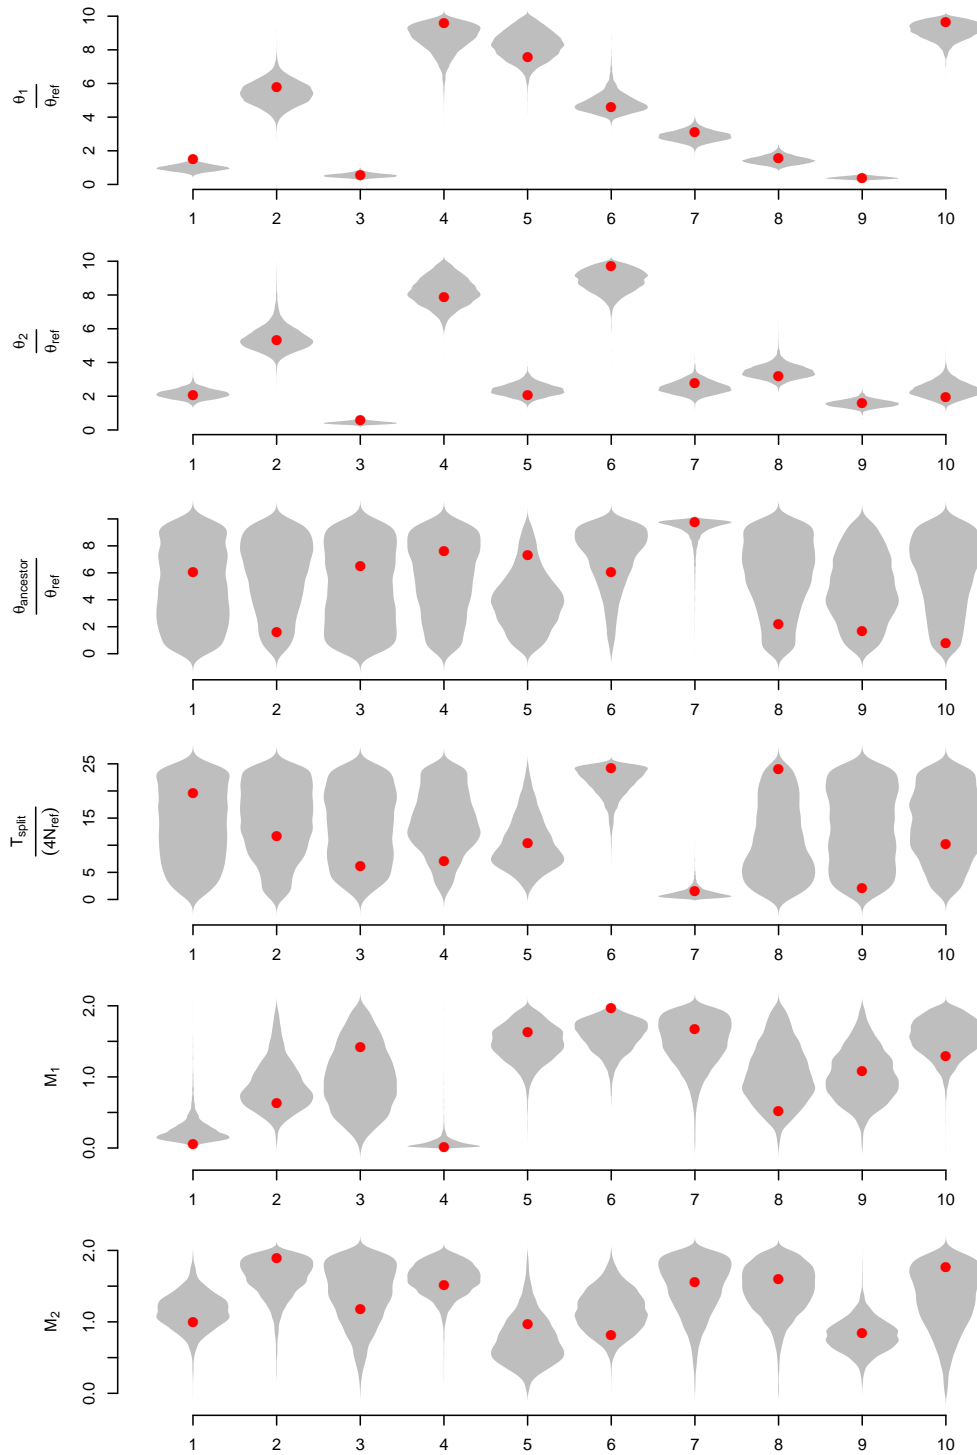 θ1 / θref
0 2 4 6 8 10
1 2 3 4 5 6 7 8 9 10
θ2 / θref
0 2 4 6 8 10
1 2 3 4 5 6 7 8 9 10
θancestor / θref
0 2 4 6 8
1 2 3 4 5 6 7 8 9 10
Tsplit / (4Nref)
0 5 15 25
1 2 3 4 5 6 7 8 9 10
M1
0.0 1.0 2.0
1 2 3 4 5 6 7 8 9 10
M2
0.0 1.0 2.0
1 2 3 4 5 6 7 8 9 10